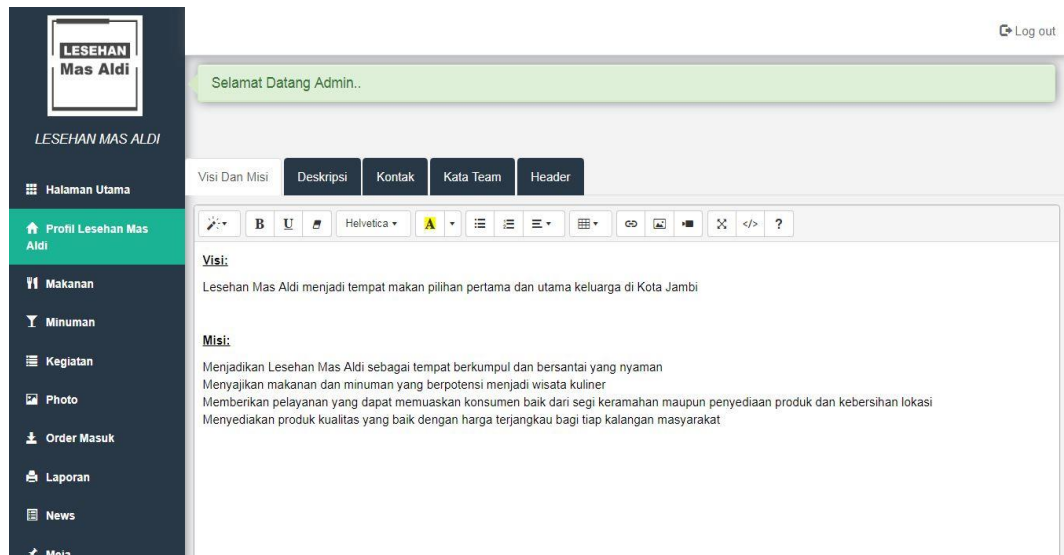 LESEHAN
Mas Aldi
LESEHAN MAS ALDI
Halaman Utama
Profil Lesehan Mas
Aldi
Makanan
Minuman
Kegiatan
Photo
Order Masuk
Laporan
News
Meja
Log out
Selamat Datang Admin..
Visi Dan Misi
Deskripsi
Kontak
Kata Team
Header
B U Helvetica A </> ?
Visi:
Lesehan Mas Aldi menjadi tempat makan pilihan pertama dan utama keluarga di Kota Jambi
Misi:
Menjadikan Lesehan Mas Aldi sebagai tempat berkumpul dan bersantai yang nyaman
Menyajikan makanan dan minuman yang berpotensi menjadi wisata kuliner
Memberikan pelayanan yang dapat memuaskan konsumen baik dari segi keramahan maupun penyediaan produk dan kebersihan lokasi
Menyediakan produk kualitas yang baik dengan harga terjangkau bagi tiap kalangan masyarakat